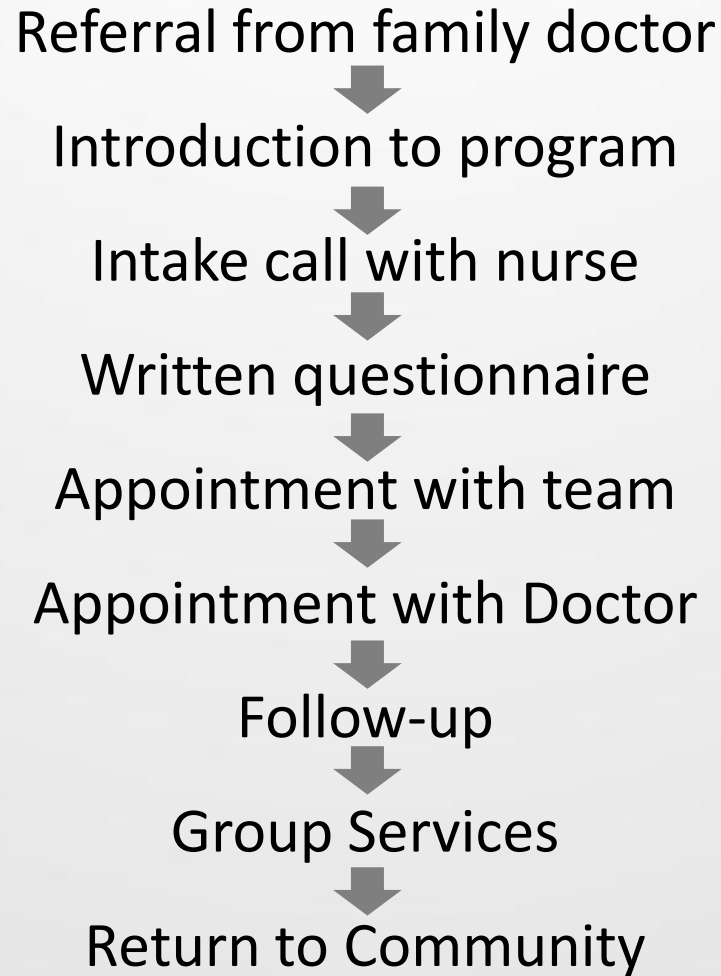 Referral from family doctor
Introduction to program
Intake call with nurse
Written questionnaire
Appointment with team
Appointment with Doctor
Follow-up
Group Services
Return to Community